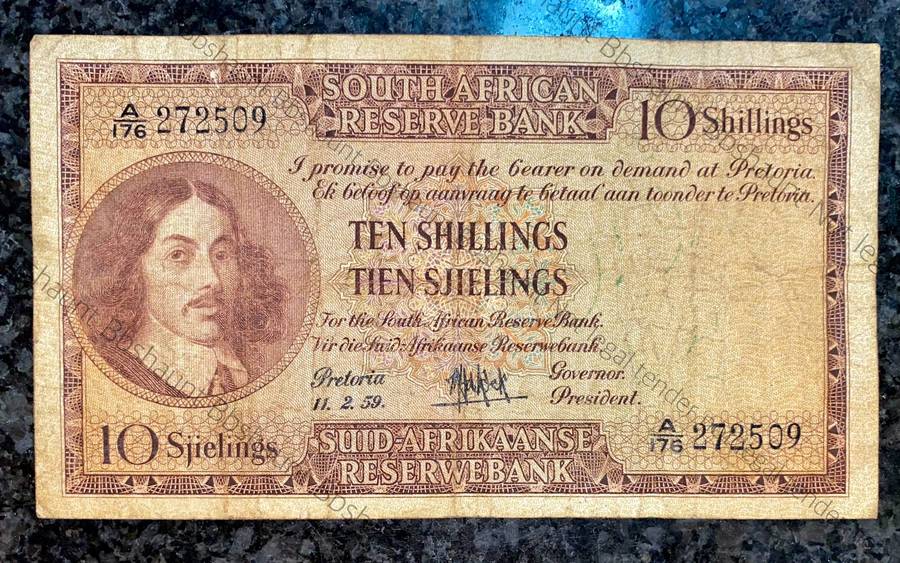 SOUTH AFRICAN
RESERVE BANK
A/176 272509
10 Shillings
I promise to pay the bearer on demand at Pretoria.
Ek beloof op aanvraag te betaal aan toonder te Pretoria.
TEN SHILLINGS
TIEN SJIELINGS
For the South African Reserve Bank.
Vir die Suid-Afrikaanse Reserwebank.
Pretoria
11. 2. 59.
Governor.
President.
10 Sjielings
SUID-AFRIKAANSE
RESERWEBANK
A/176 272509